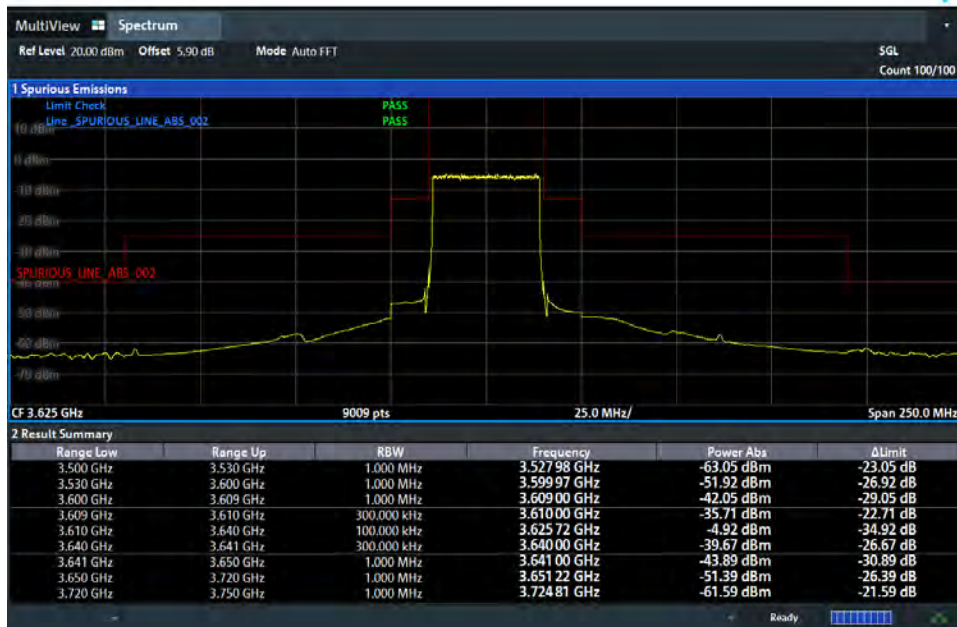 MultiView Spectrum
Ref Level 20.00 dBm Offset 5.90 dB Mode Auto FFT SGL
Count 100/100
1 Spurious Emissions
Limit Check PASS
Line _SPURIOUS_LINE_ABS_002 PASS
10 dBm
0 dBm
-10 dBm
-20 dBm
-30 dBm
SPURIOUS_LINE_ABS_002
-50 dBm
-60 dBm
-70 dBm
CF 3.625 GHz 9009 pts 25.0 MHz/ Span 250.0 MHz
2 Result Summary
Range Low Range Up RBW Frequency Power Abs ΔLimit
3.500 GHz 3.530 GHz 1.000 MHz 3.527 98 GHz -63.05 dBm -23.05 dB
3.530 GHz 3.600 GHz 1.000 MHz 3.599 97 GHz -51.92 dBm -26.92 dB
3.600 GHz 3.609 GHz 1.000 MHz 3.609 00 GHz -42.05 dBm -29.05 dB
3.609 GHz 3.610 GHz 300.000 kHz 3.610 00 GHz -35.71 dBm -22.71 dB
3.610 GHz 3.640 GHz 100.000 kHz 3.625 72 GHz -4.92 dBm -34.92 dB
3.640 GHz 3.641 GHz 300.000 kHz 3.640 00 GHz -39.67 dBm -26.67 dB
3.641 GHz 3.650 GHz 1.000 MHz 3.641 00 GHz -43.89 dBm -30.89 dB
3.650 GHz 3.720 GHz 1.000 MHz 3.651 22 GHz -51.39 dBm -26.39 dB
3.720 GHz 3.750 GHz 1.000 MHz 3.724 81 GHz -61.59 dBm -21.59 dB
Ready